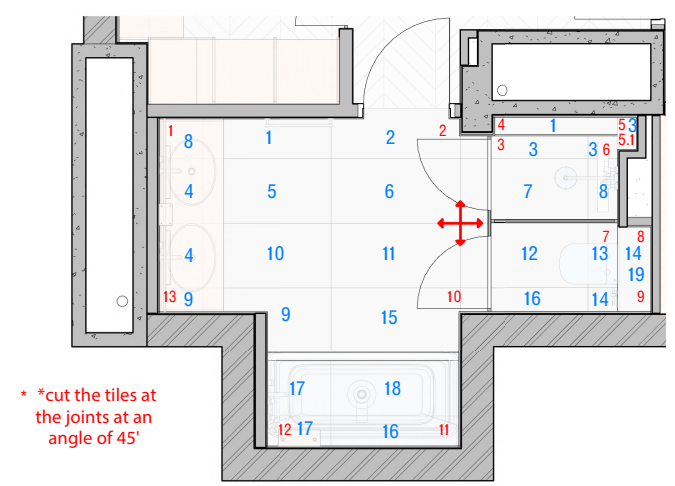 1 8 1 2 2 4 1 5 3
3 3 3 6 5.1
4 5 6 7 8
4 10 11 12 13 14 7 8
19
13 9 10 16 14 9
9 15
17 18
12 17 16 11
* *cut the tiles at
the joints at an
angle of 45'